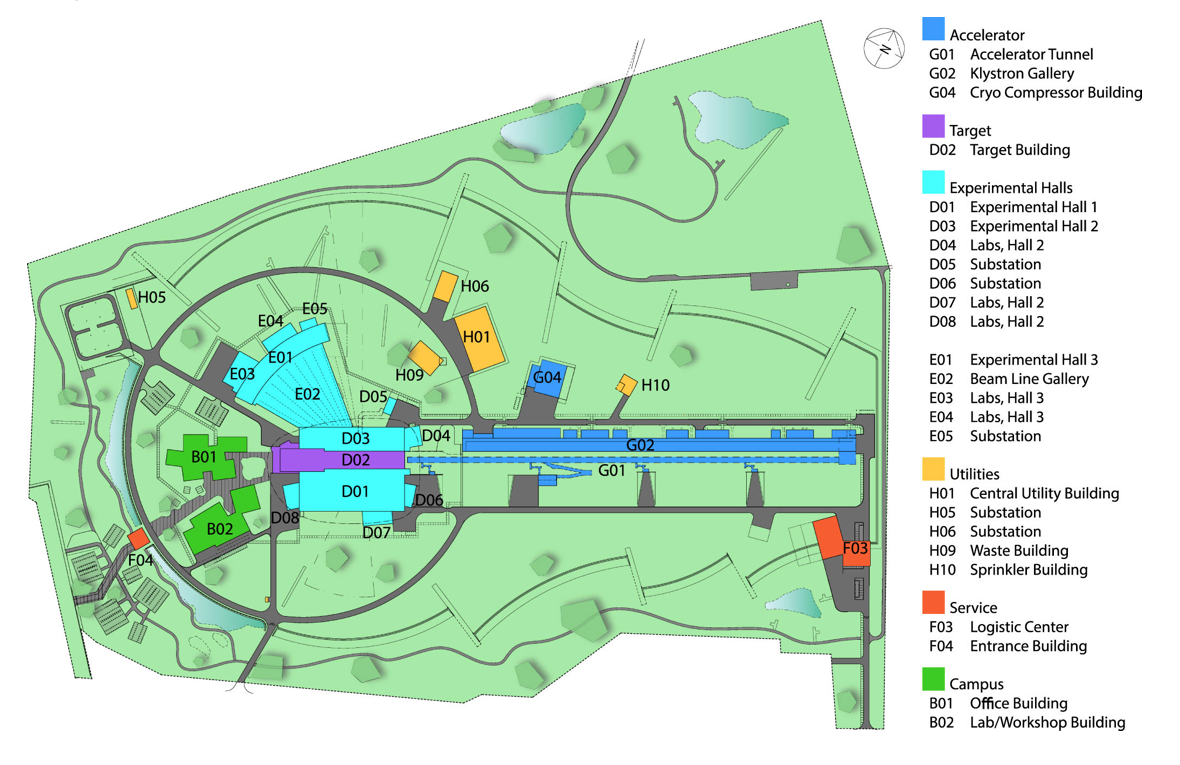 N
H05
H06
E05
E04
H01
E01
H09
E03
G04
H10
E02
D05
D03
D04
G02
B01
D02
G01
D01
D06
D08
B02
D07
F04
F03
Accelerator
G01 Accelerator Tunnel
G02 Klystron Gallery
G04 Cryo Compressor Building
Target
D02 Target Building
Experimental Halls
D01 Experimental Hall 1
D03 Experimental Hall 2
D04 Labs, Hall 2
D05 Substation
D06 Substation
D07 Labs, Hall 2
D08 Labs, Hall 2
E01 Experimental Hall 3
E02 Beam Line Gallery
E03 Labs, Hall 3
E04 Labs, Hall 3
E05 Substation
Utilities
H01 Central Utility Building
H05 Substation
H06 Substation
H09 Waste Building
H10 Sprinkler Building
Service
F03 Logistic Center
F04 Entrance Building
Campus
B01 Office Building
B02 Lab/Workshop Building